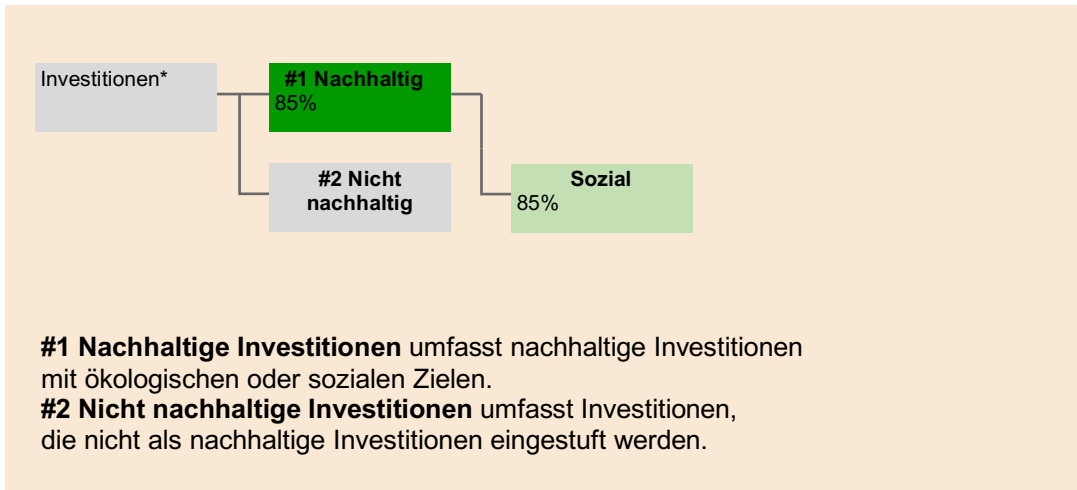 Investitionen*
#1 Nachhaltig
85%
#2 Nicht
nachhaltig
Sozial
85%
#1 Nachhaltige Investitionen umfasst nachhaltige Investitionen
mit ökologischen oder sozialen Zielen.
#2 Nicht nachhaltige Investitionen umfasst Investitionen,
die nicht als nachhaltige Investitionen eingestuft werden.